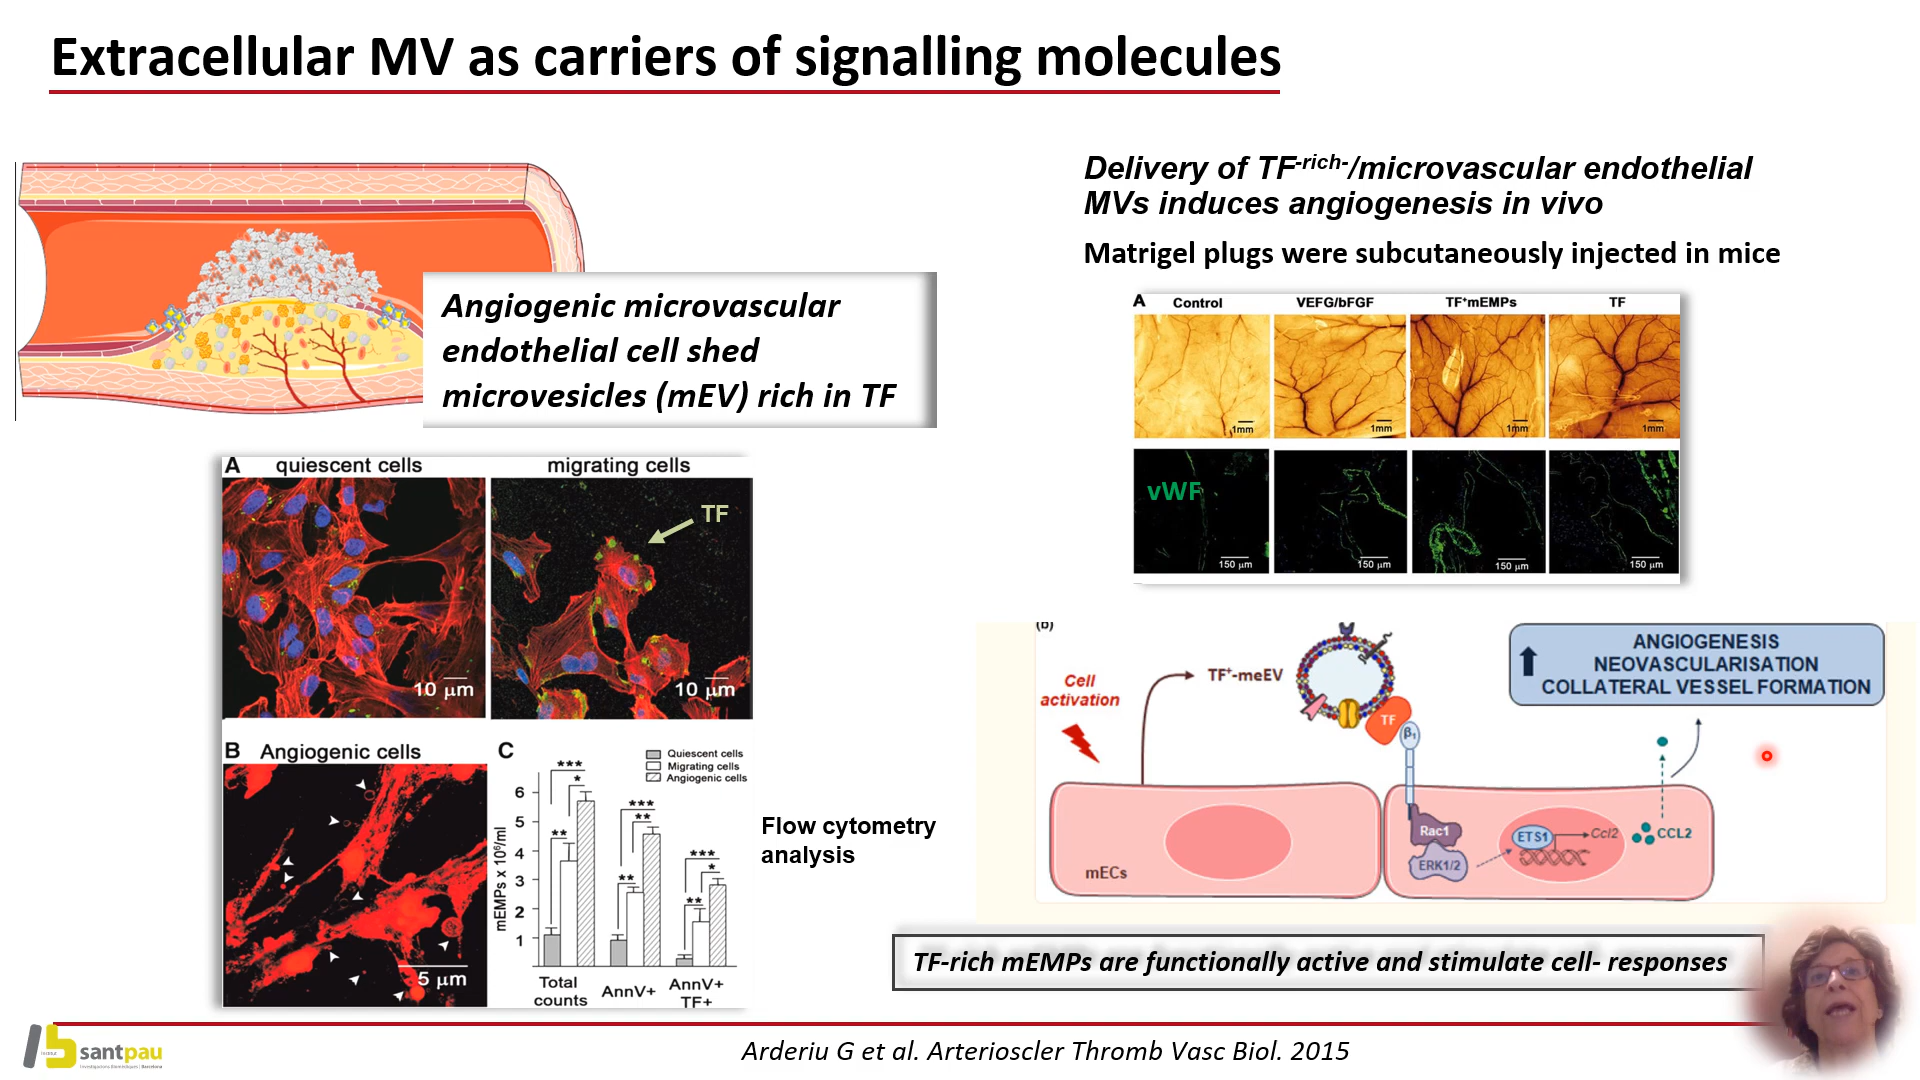 Extracellular MV as carriers of signalling molecules
Angiogenic microvascular
endothelial cell shed
microvesicles (mEV) rich in TF
A quiescent cells migrating cells
TF
10 µm 10 µm
B Angiogenic cells
5 µm
C
Quiescent cells
Migrating cells
Angiogenic cells
mEMPs x 10⁶/ml
6
5
4
3
2
1
*** * **
*** ** **
*** * **
Total
counts
AnnV+
AnnV+
TF+
Flow cytometry
analysis
Delivery of TF-rich-/microvascular endothelial
MVs induces angiogenesis in vivo
Matrigel plugs were subcutaneously injected in mice
A Control VEFG/bFGF TF⁺mEMPs TF
1mm 1mm 1mm 1mm
vWF
150 µm 150 µm 150 µm 150 µm
(b)
Cell
activation
TF⁺-meEV
TF
β₁
ANGIOGENESIS
NEOVASCULARISATION
COLLATERAL VESSEL FORMATION
Rac1
ERK1/2
ETS1
Ccl2
CCL2
mECs
TF-rich mEMPs are functionally active and stimulate cell- responses
santpau
Arderiu G et al. Arterioscler Thromb Vasc Biol. 2015